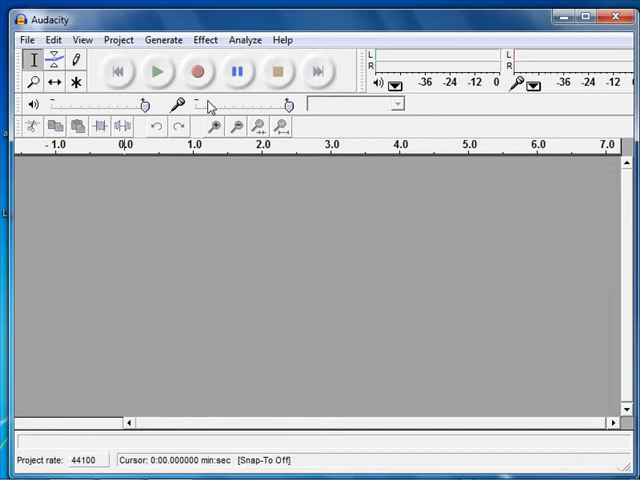 Audacity
File Edit View Project Generate Effect Analyze Help
L
R
-36 -24 -12 0
L
R
-36 -24 -12
- +
- +
- 1.0 0.0 1.0 2.0 3.0 4.0 5.0 6.0 7.0
Project rate: 44100 Cursor: 0:00.000000 min:sec [Snap-To Off]